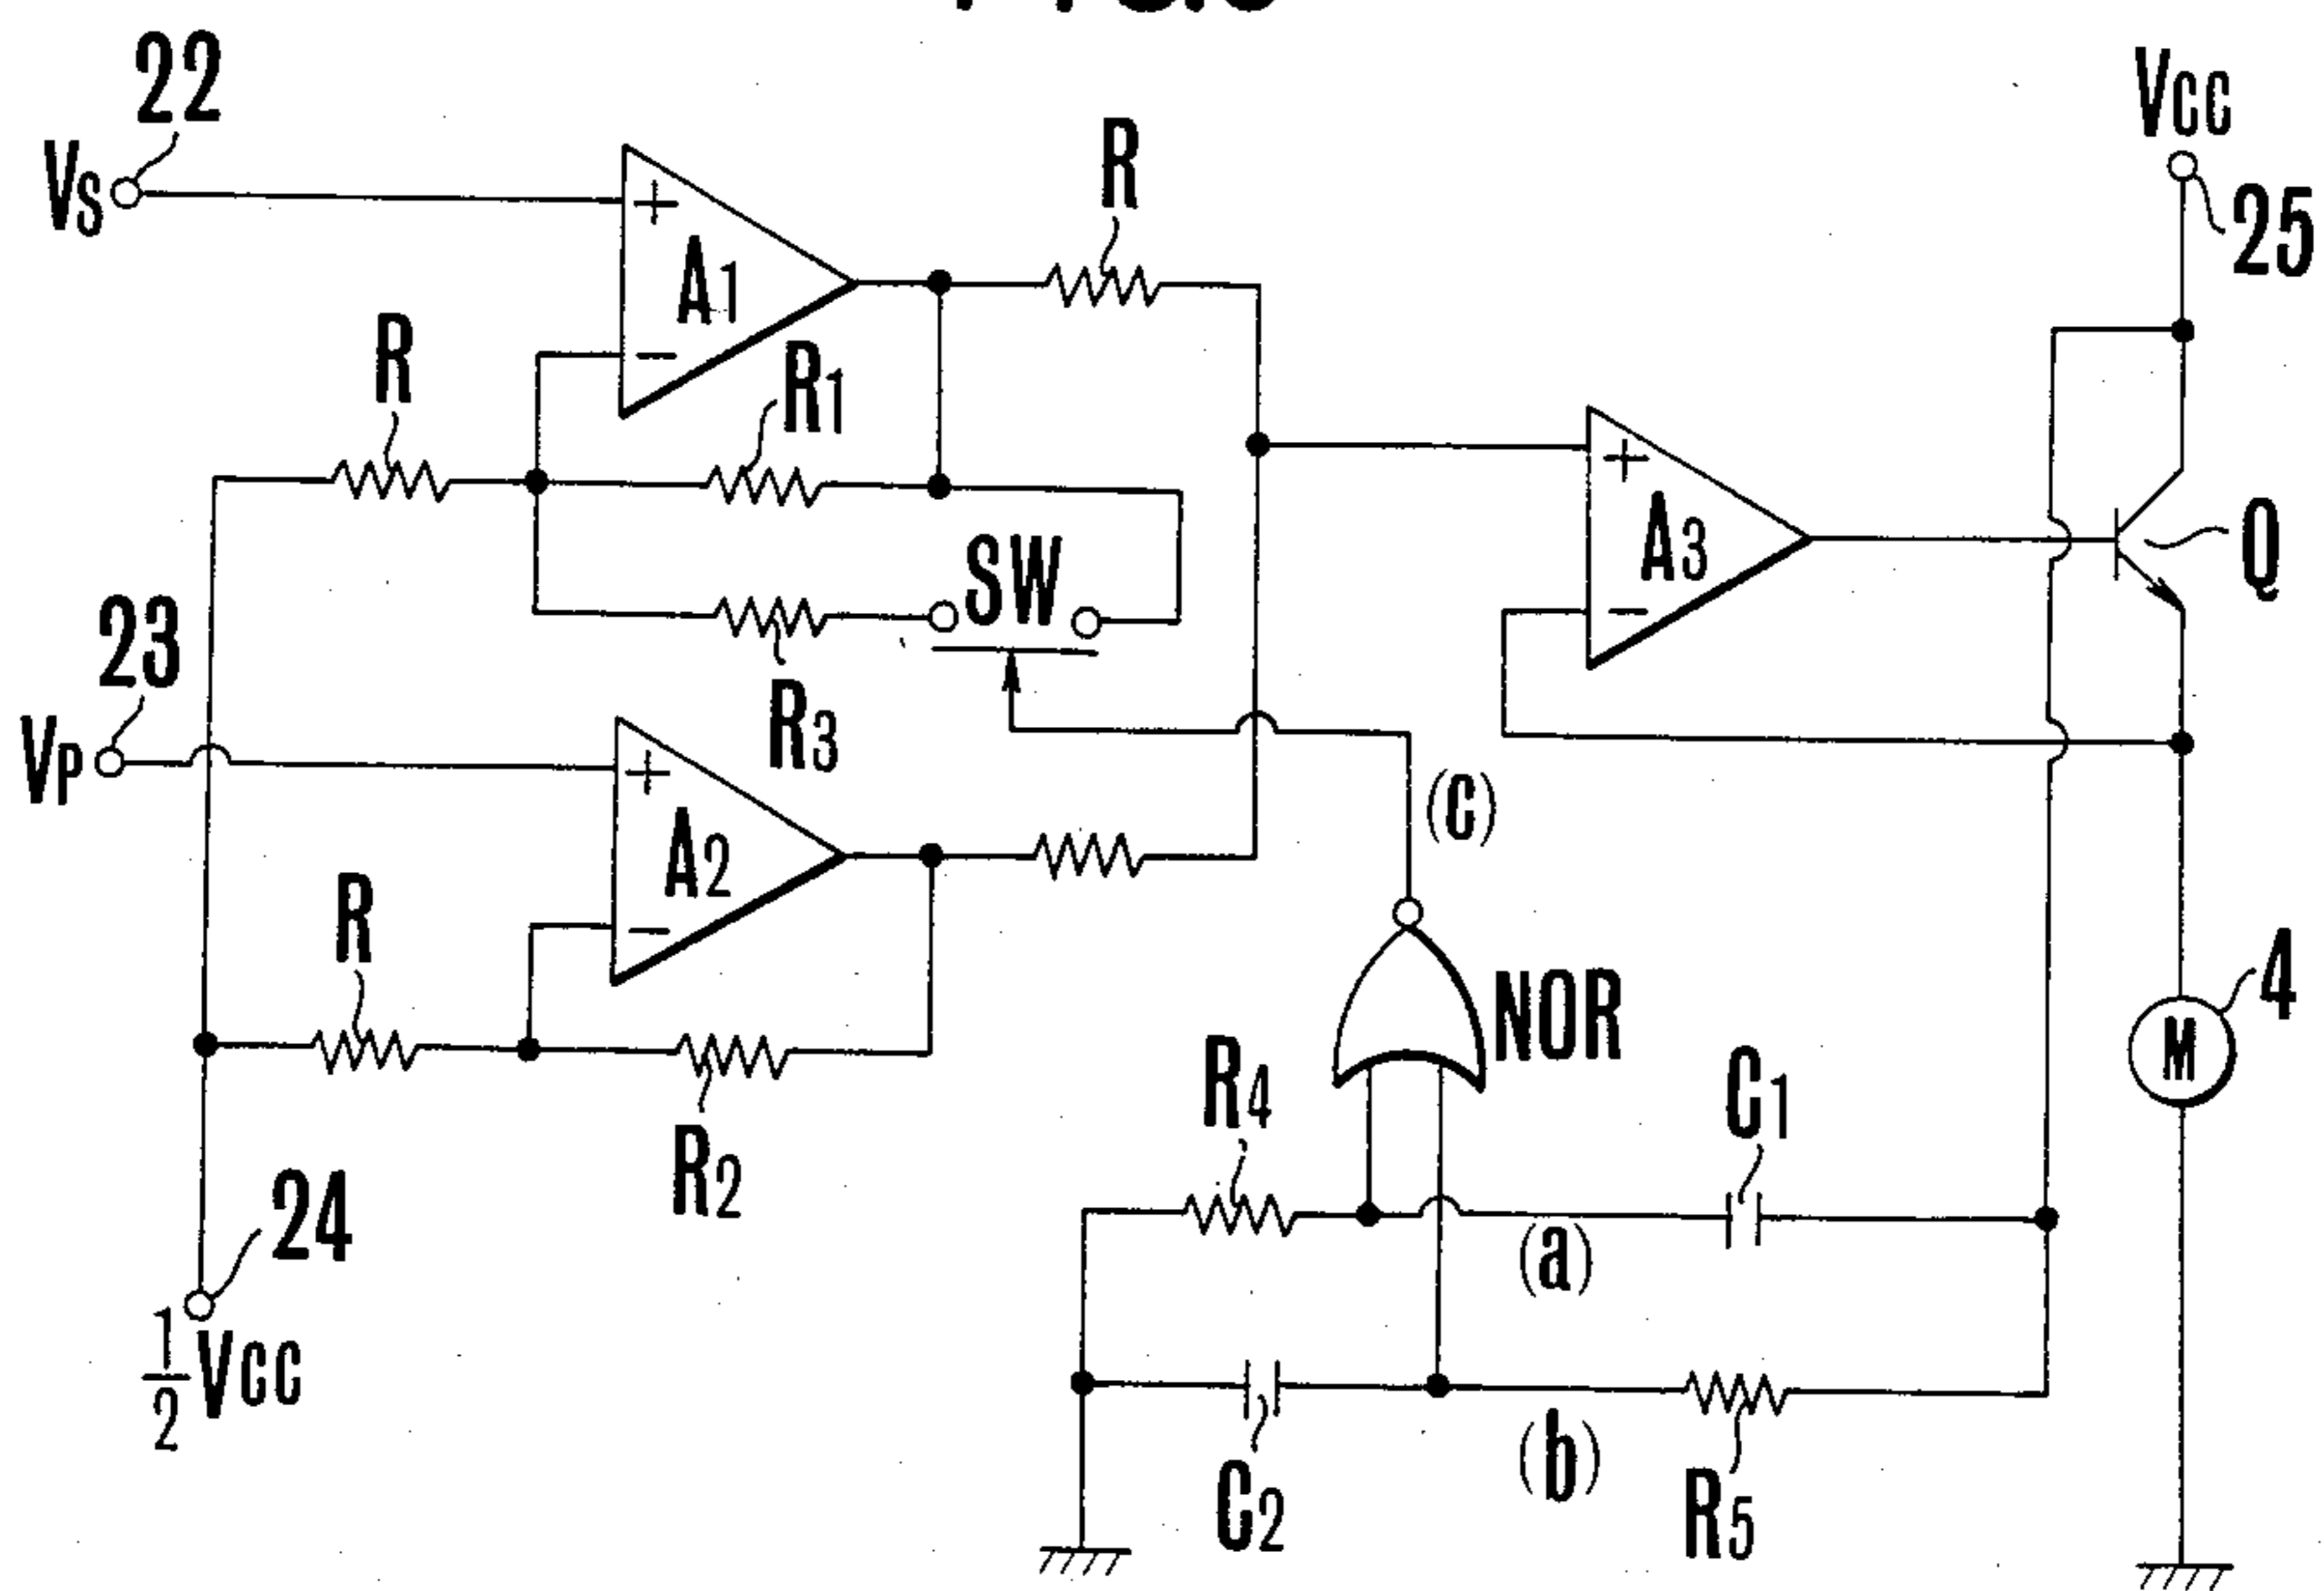 22
Vcc
VS
+
A1
−
R
25
R
R1
+
A3
−
Q
SW
23
R3
VP
+
A2
−
(c)
R
NOR
4
M
R4
C1
R2
(a)
24
1/2 Vcc
(b)
C2
R5